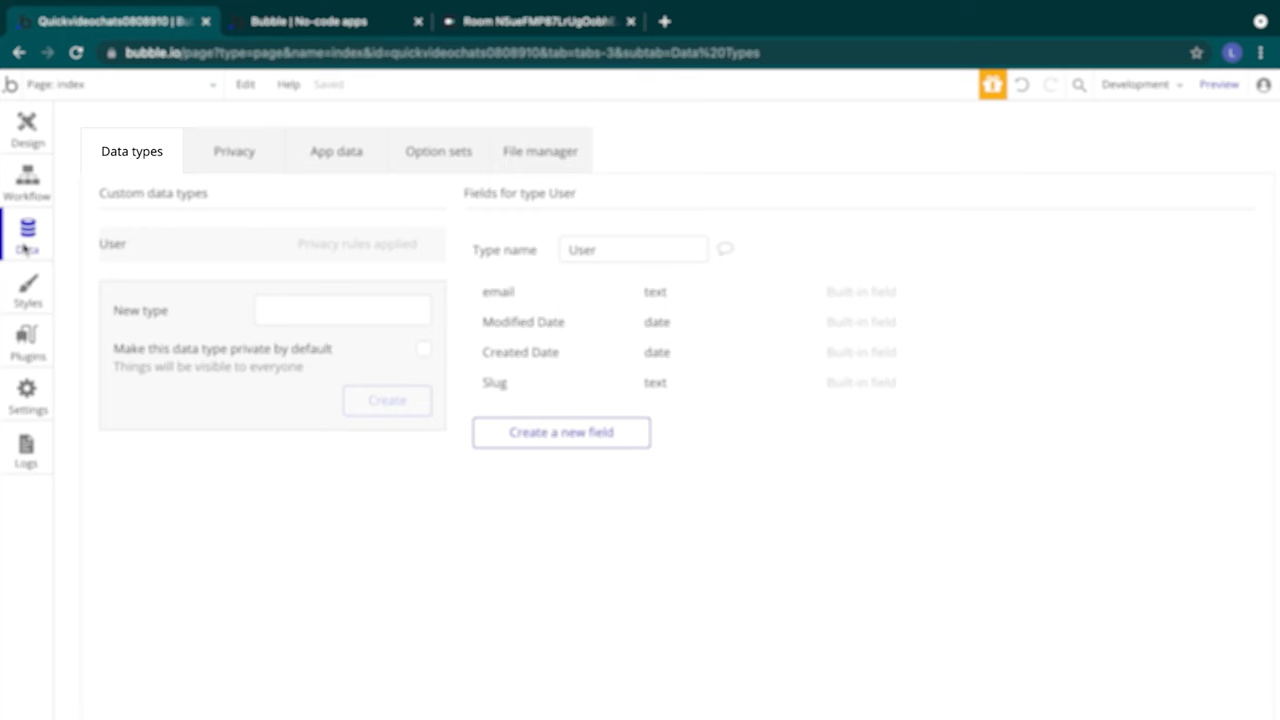 Quickvideochats0808910 | Bu
Bubble | No-code apps
bubble.io/page?type=page&name=index&id=quickvideochats0808910&tab=tabs-3&subtab=Data%20Types
L
Page: index
Edit
Help
Saved
Development
Preview
Design
Workflow
Data
Styles
Plugins
Settings
Logs
Data types
Privacy
App data
Option sets
File manager
Custom data types
User
Privacy rules applied
New type
Make this data type private by default
Things will be visible to everyone
Create
Fields for type User
Type name
User
email text Built-in field
Modified Date date Built-in field
Created Date date Built-in field
Slug text Built-in field
Create a new field